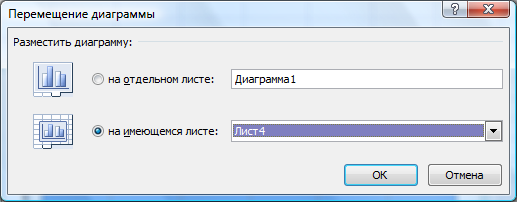 Перемещение диаграммы
Разместить диаграмму:
на отдельном листе: Диаграмма1
на имеющемся листе: Лист4
ОК Отмена